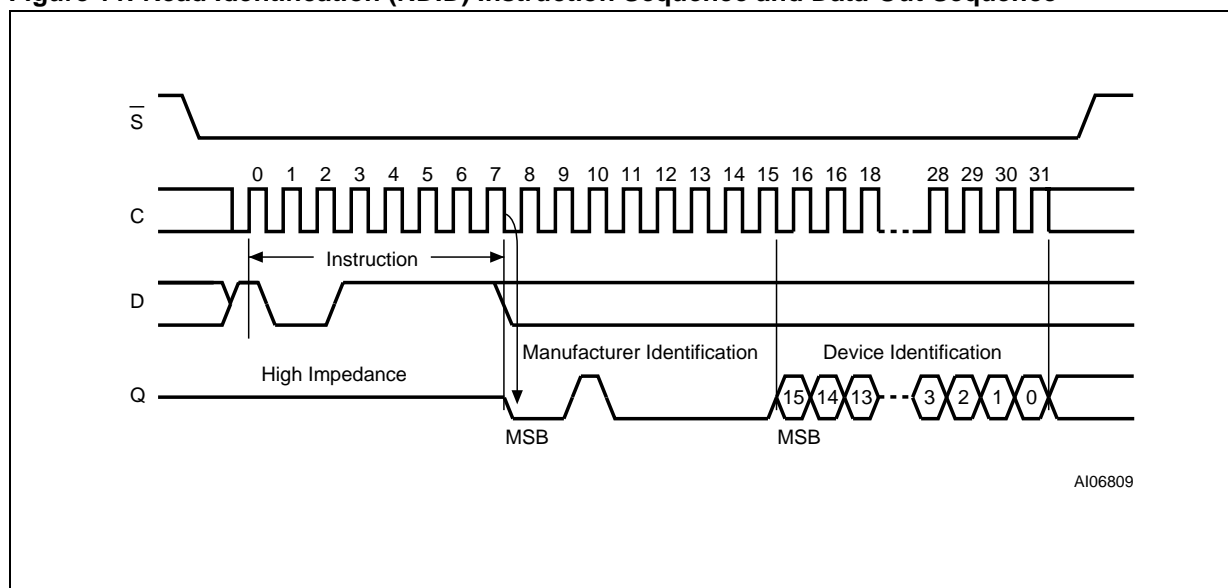 Figure Read Identification (RDID) Instruction Sequence and Data-Out Sequence
S
0 1 2 3 4 5 6 7 8 9 10 11 12 13 14 15 16 16 18 28 29 30 31
C
Instruction
D
Manufacturer Identification Device Identification
High Impedance
Q 15 14 13 3 2 1 0
MSB MSB
AI06809